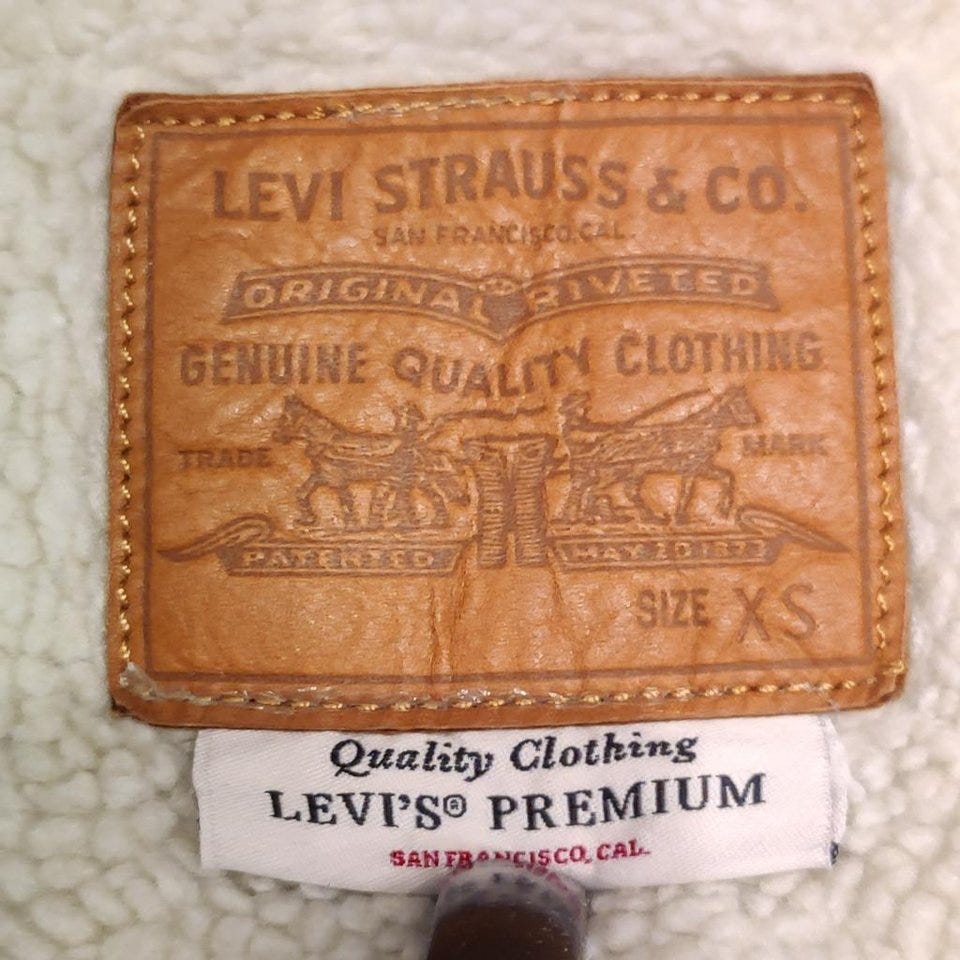 LEVI STRAUSS & CO.
SAN FRANCISCO, CAL.
ORIGINAL RIVETED
GENUINE QUALITY CLOTHING
TRADE MARK
PATENTED MAY 20 1873
SIZE XS
Quality Clothing
LEVI'S® PREMIUM
SAN FRANCISCO, CAL.